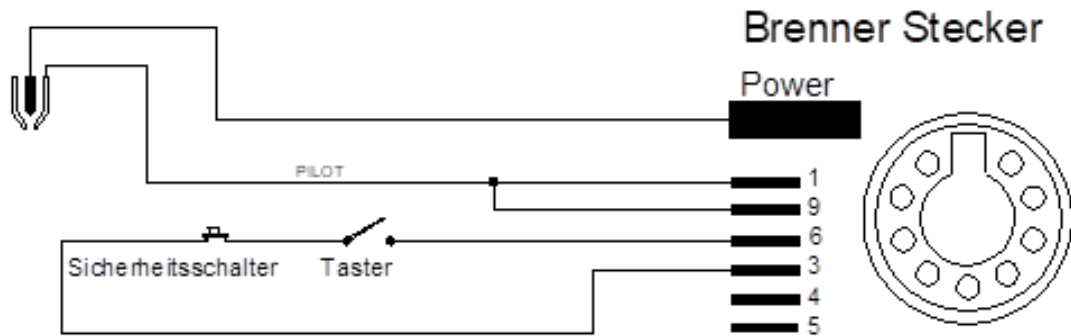 Brenner Stecker
Power
PILOT
1
9
6
3
4
5
Sicherheitsschalter
Taster